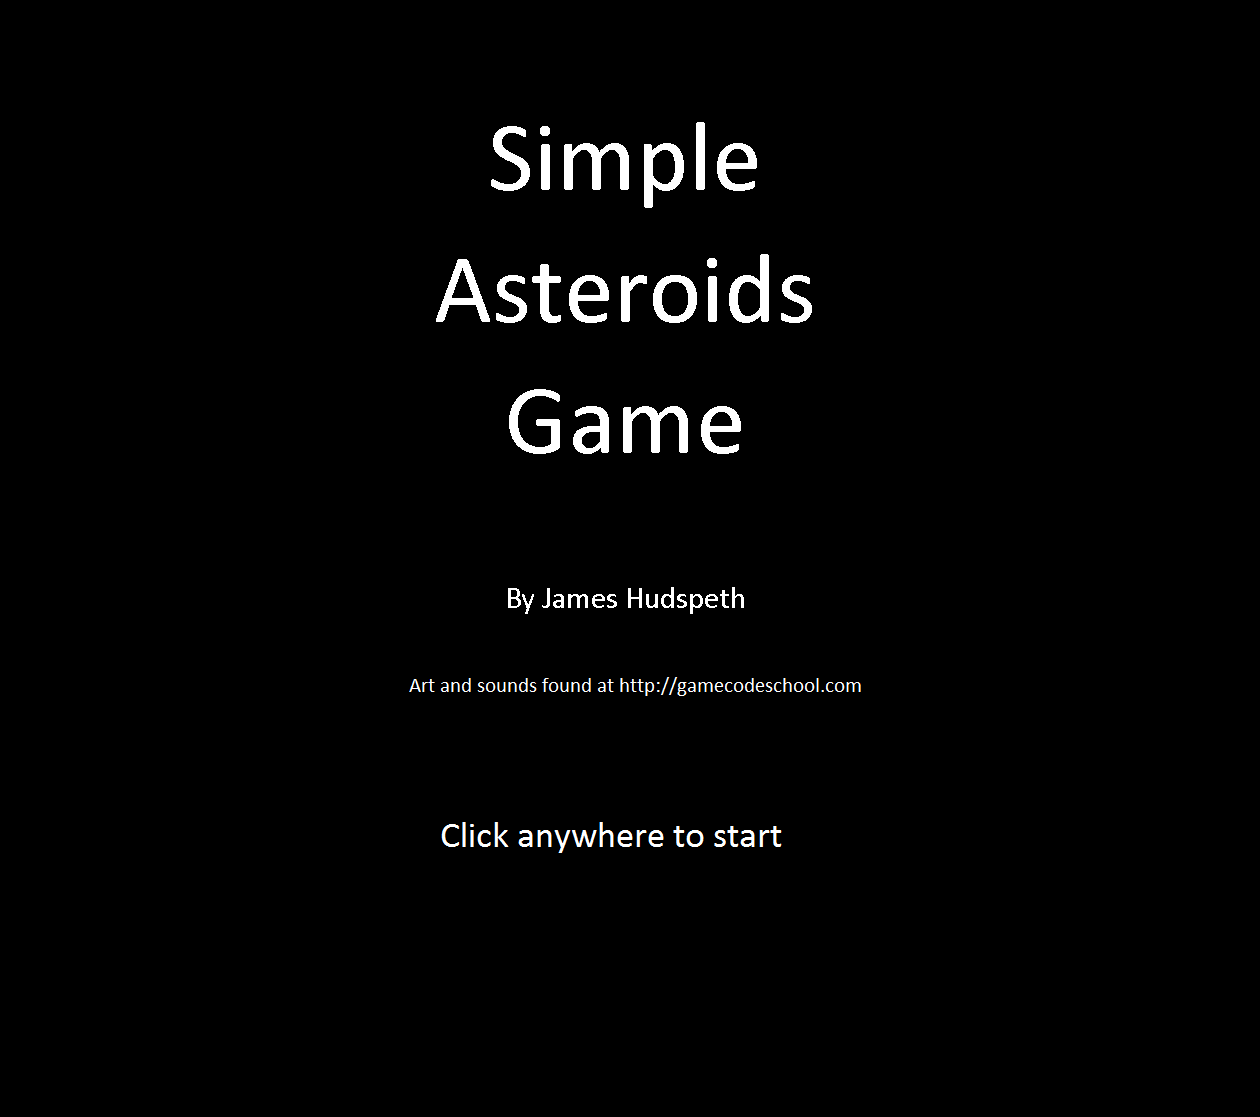 Simple
Asteroids
Game
By James Hudspeth
Art and sounds found at http://gamecodeschool.com
Click anywhere to start